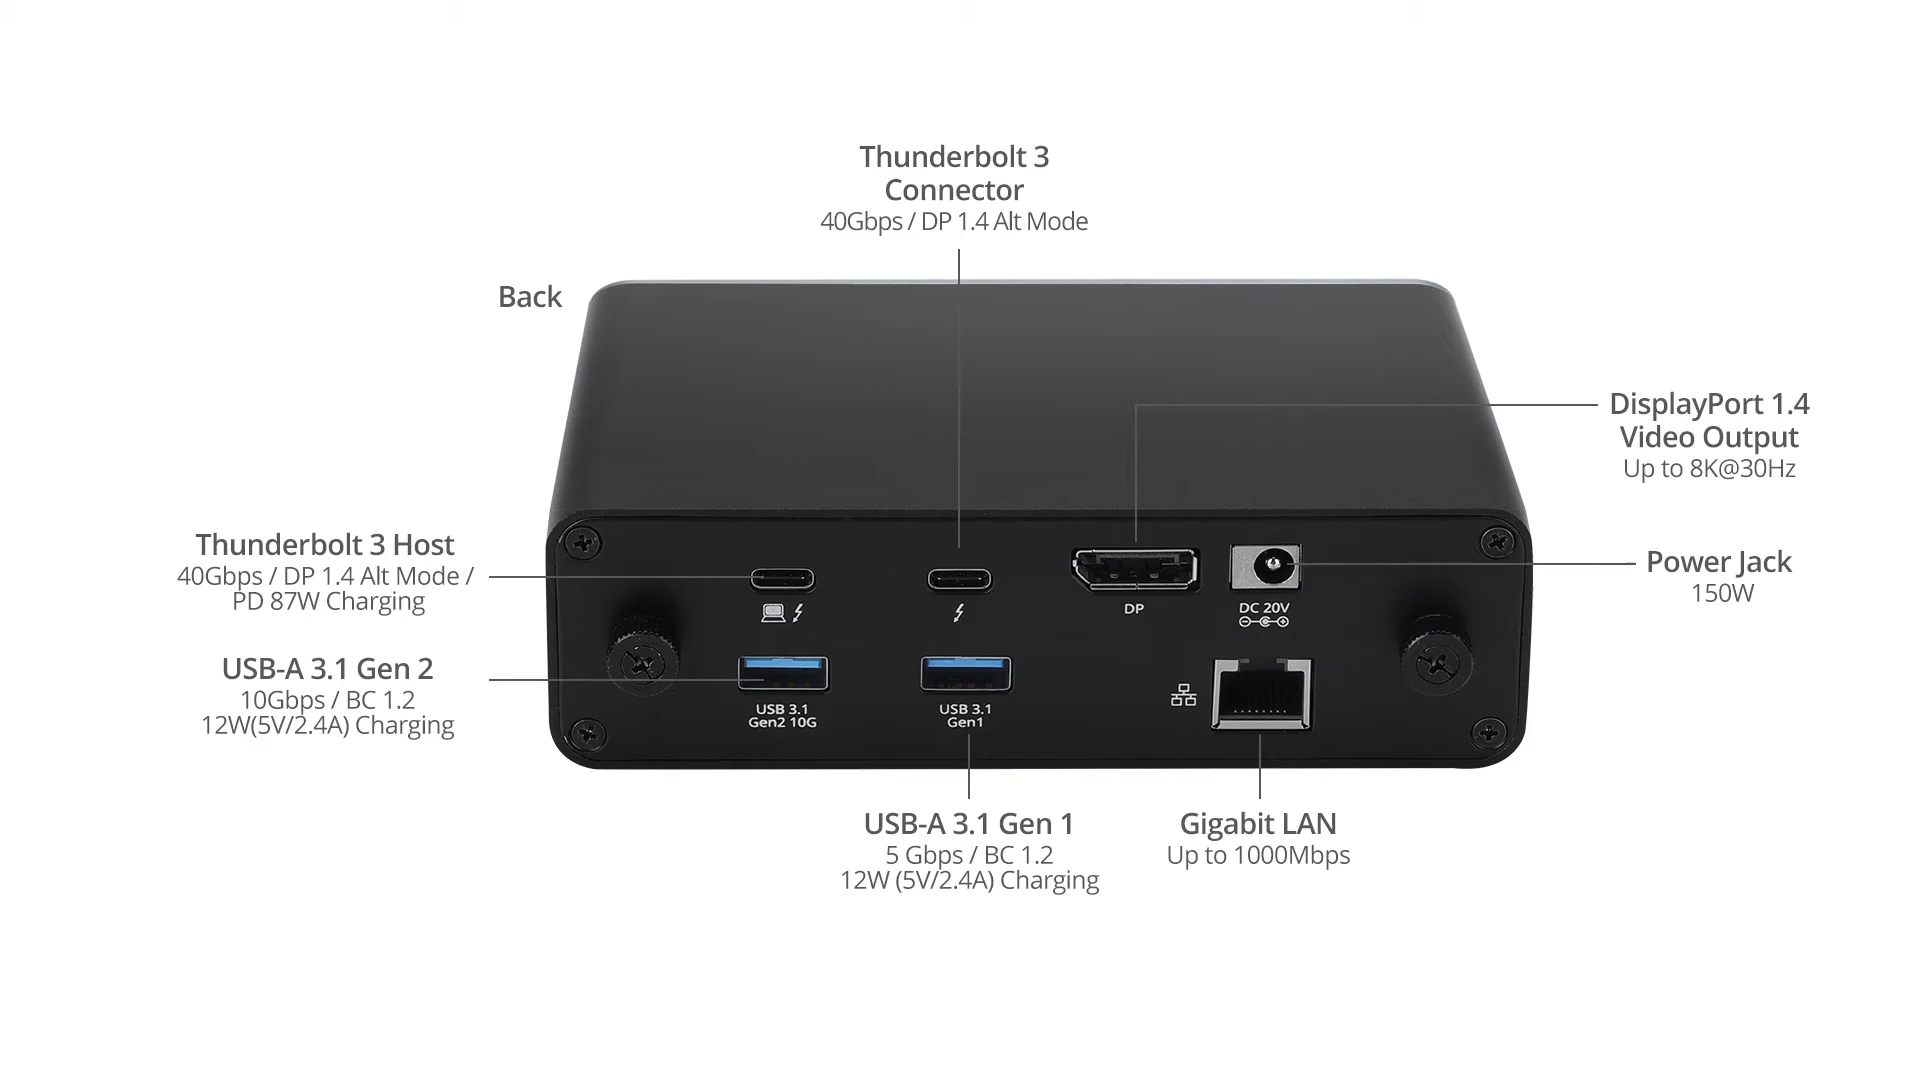 Thunderbolt 3
Connector
40Gbps / DP 1.4 Alt Mode
Back
DisplayPort 1.4
Video Output
Up to 8K@30Hz
Thunderbolt 3 Host
40Gbps / DP 1.4 Alt Mode /
PD 87W Charging
Power Jack
150W
DP
DC 20V
USB-A 3.1 Gen 2
10Gbps / BC 1.2
12W(5V/2.4A) Charging
USB 3.1
Gen2 10G
USB 3.1
Gen1
USB-A 3.1 Gen 1
5 Gbps / BC 1.2
12W (5V/2.4A) Charging
Gigabit LAN
Up to 1000Mbps